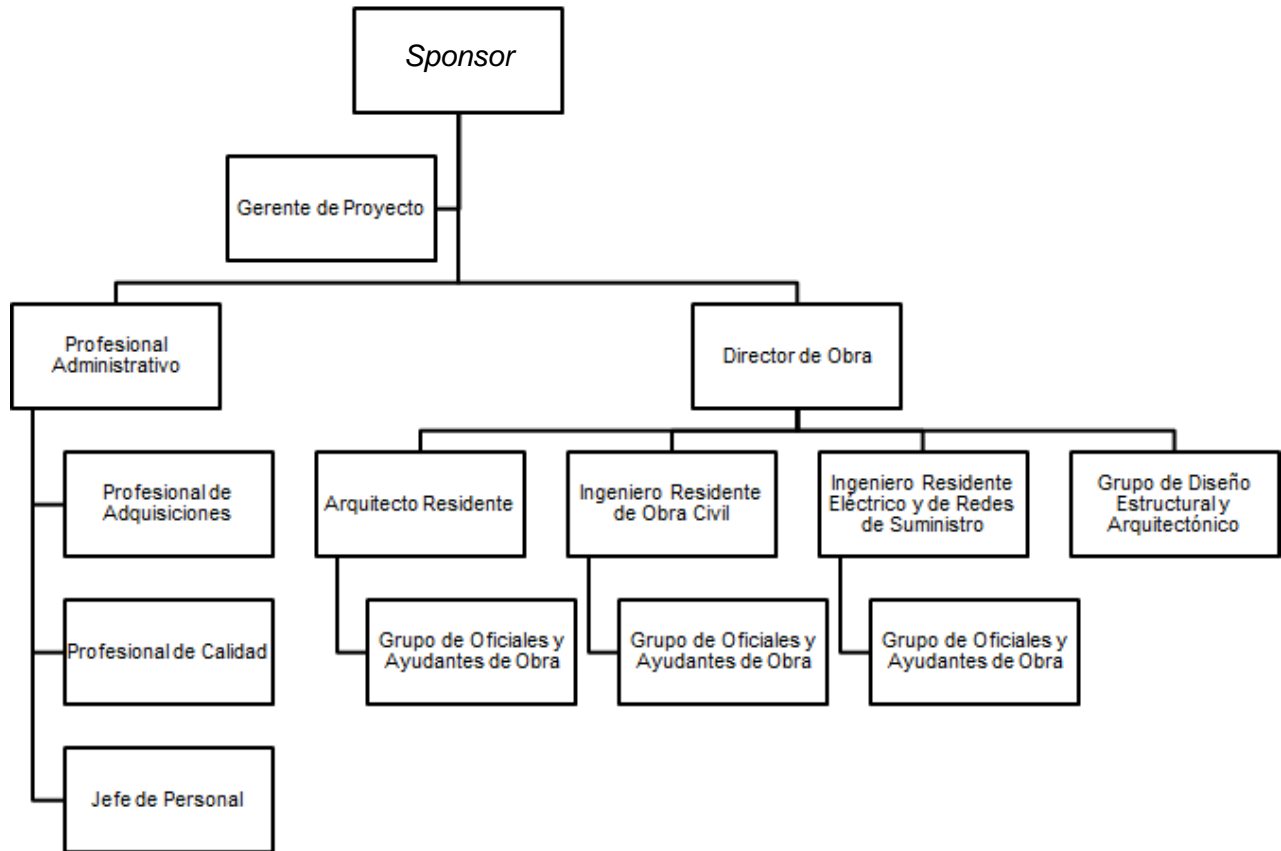 Sponsor
Gerente de Proyecto
Profesional
Administrativo
Director de Obra
Profesional de
Adquisiciones
Arquitecto Residente
Ingeniero Residente
de Obra Civil
Ingeniero Residente
Eléctrico y de Redes
de Suministro
Grupo de Diseño
Estructural y
Arquitectónico
Profesional de Calidad
Grupo de Oficiales y
Ayudantes de Obra
Grupo de Oficiales y
Ayudantes de Obra
Grupo de Oficiales y
Ayudantes de Obra
Jefe de Personal